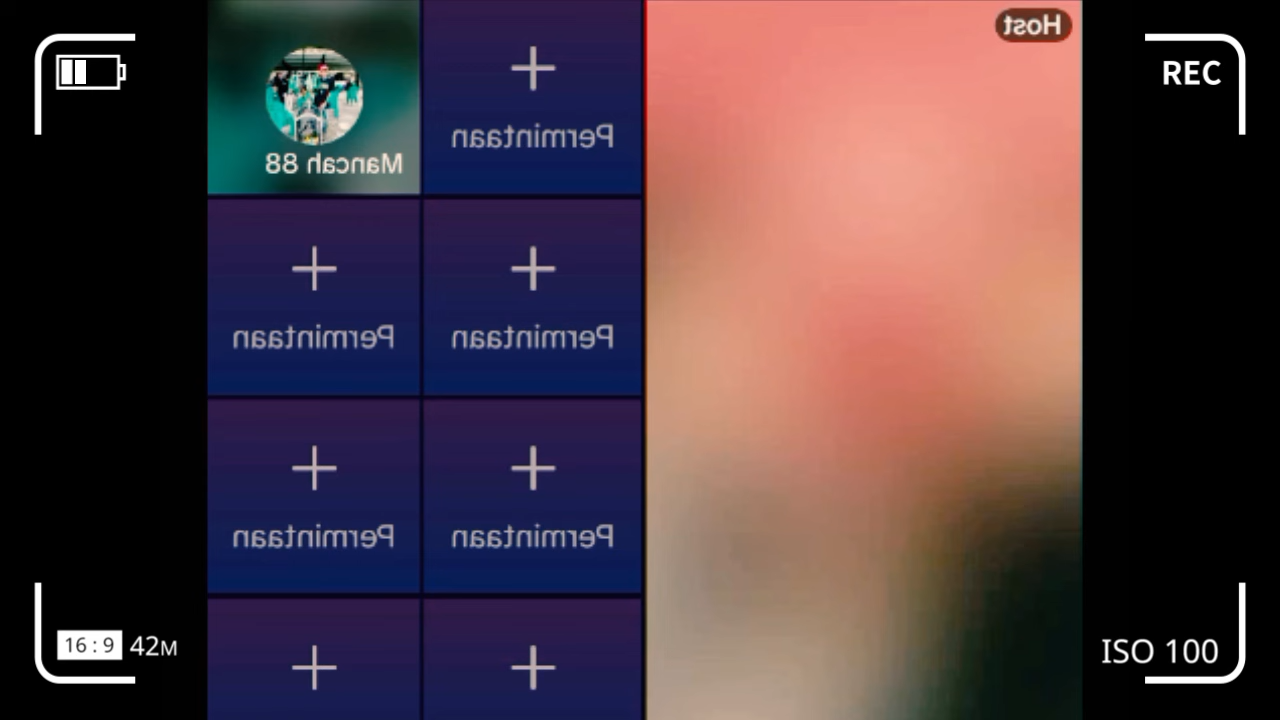 Host
REC
Permintaan
Mancah 88
Permintaan
Permintaan
Permintaan
Permintaan
16:9 42M
ISO 100